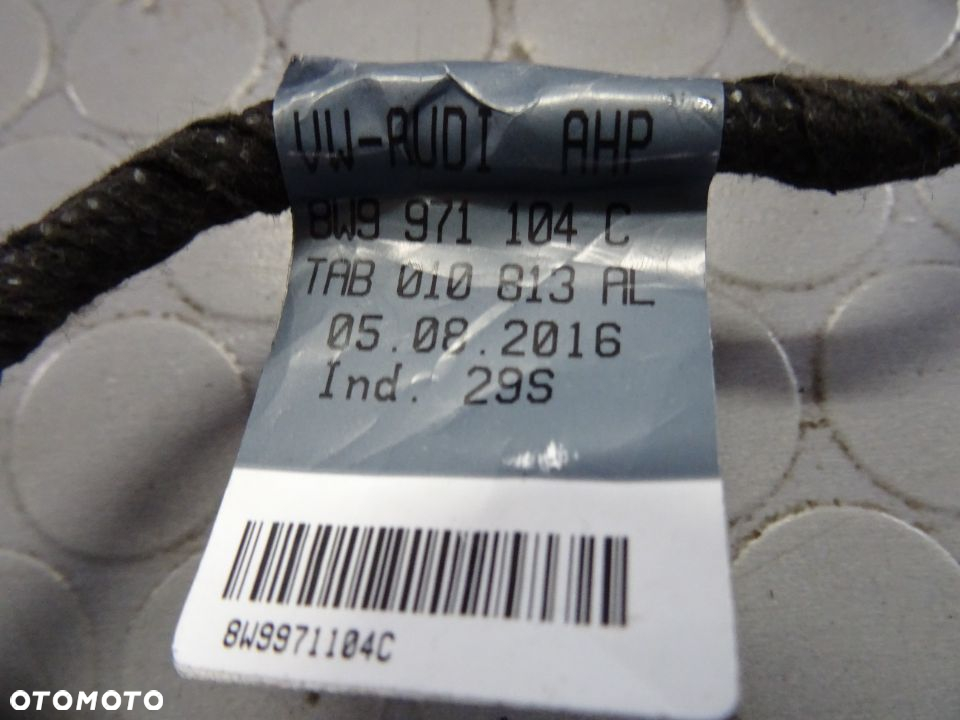 VW-AUDI AHP
8W9 971 104 C
TAB 010 813 AL
05.08.2016
Ind. 29S
8W9971104C
OTOMOTO